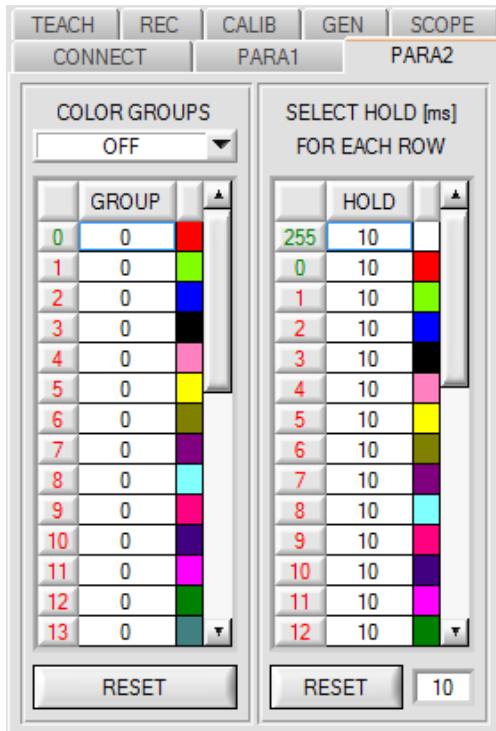 TEACH REC CALIB GEN SCOPE
CONNECT PARA1 PARA2
COLOR GROUPS
OFF
GROUP
0 0
1 0
2 0
3 0
4 0
5 0
6 0
7 0
8 0
9 0
10 0
11 0
12 0
13 0
RESET
SELECT HOLD [ms]
FOR EACH ROW
HOLD
255 10
0 10
1 10
2 10
3 10
4 10
5 10
6 10
7 10
8 10
9 10
10 10
11 10
12 10
RESET 10